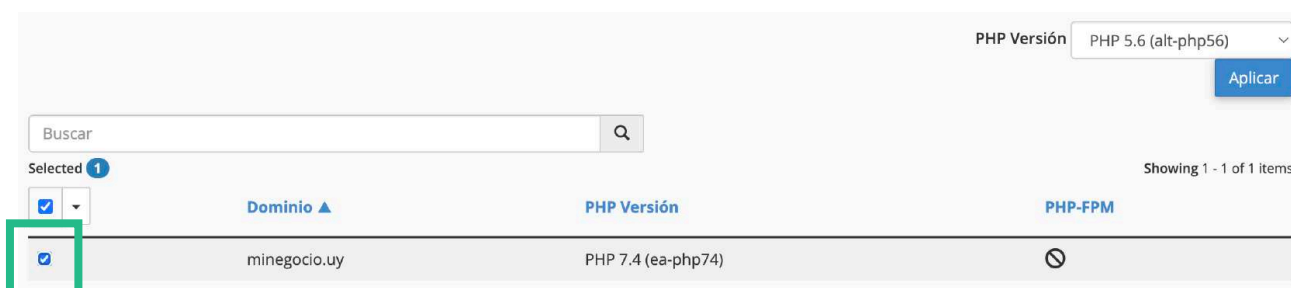 PHP Versión PHP 5.6 (alt-php56)
Aplicar
Buscar
Selected 1
Showing 1 - 1 of 1 items
Dominio ▲ PHP Versión PHP-FPM
minegocio.uy PHP 7.4 (ea-php74)